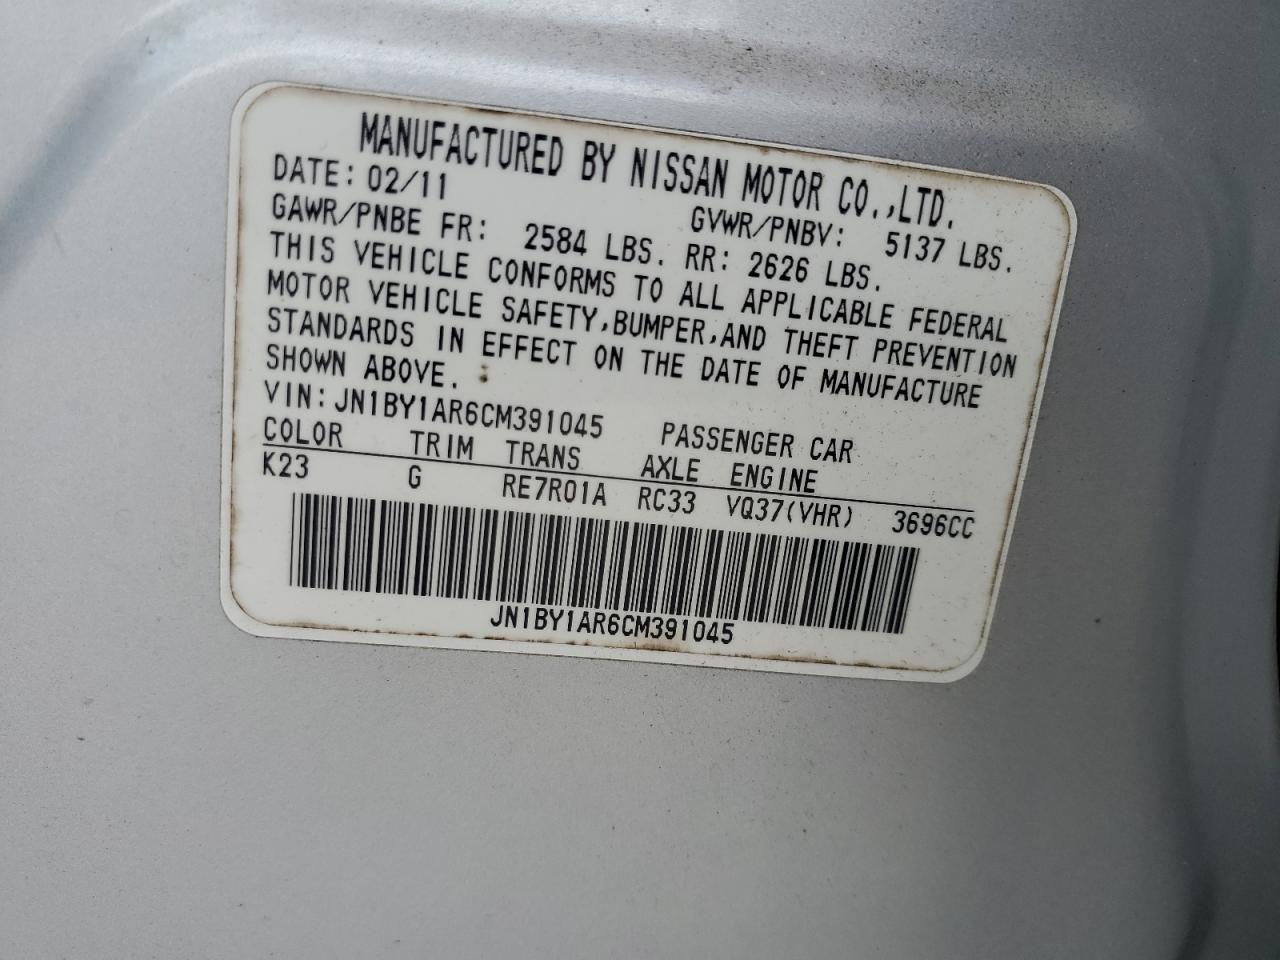 MANUFACTURED BY NISSAN MOTOR CO.,LTD.
DATE: 02/11 GVWR/PNBV: 5137 LBS.
GAWR/PNBE FR: 2584 LBS. RR: 2626 LBS.
THIS VEHICLE CONFORMS TO ALL APPLICABLE FEDERAL
MOTOR VEHICLE SAFETY,BUMPER,AND THEFT PREVENTION
STANDARDS IN EFFECT ON THE DATE OF MANUFACTURE
SHOWN ABOVE.
VIN:JN1BY1AR6CM391045 PASSENGER CAR
COLOR TRIM TRANS AXLE ENGINE
K23 G RE7R01A RC33 VQ37(VHR) 3696CC
JN1BY1AR6CM391045